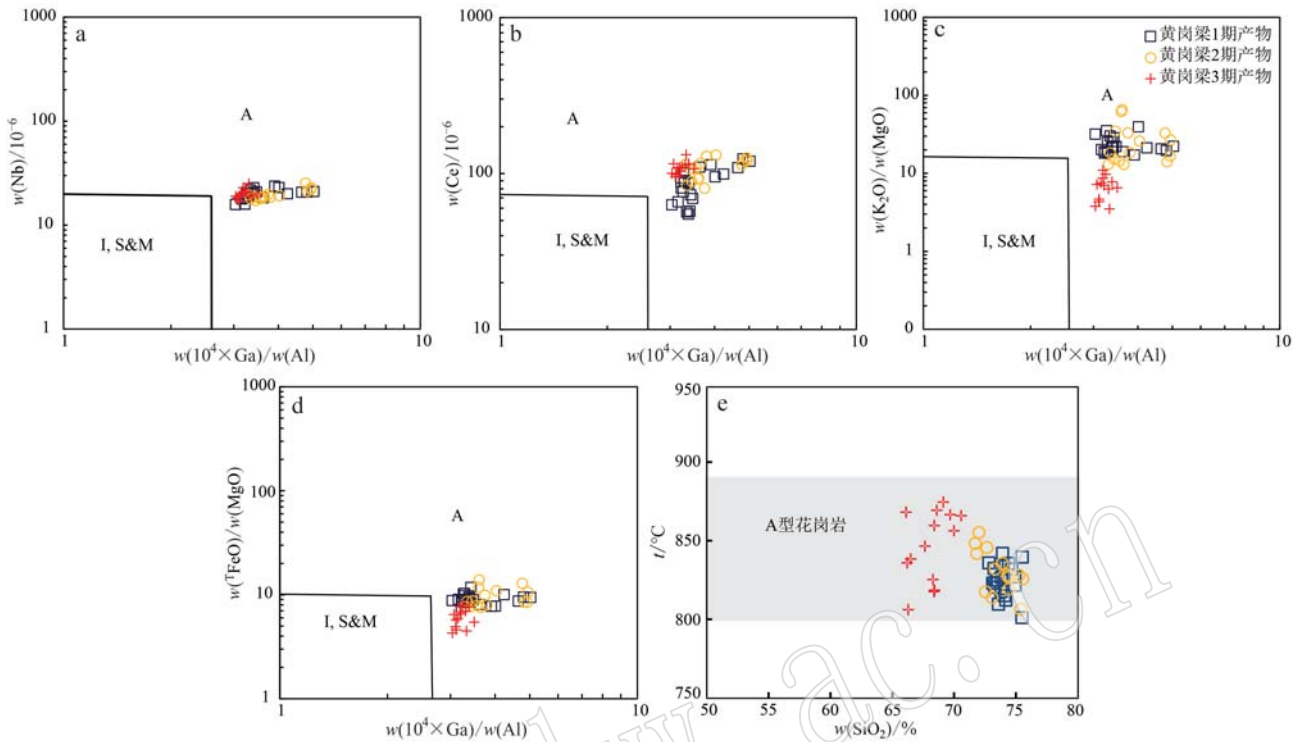 a
1000
100
10
1
w(Nb)/10⁻⁶
A
I, S&M
1
10
w(10⁴×Ga)/w(Al)
b
1000
100
10
w(Ce)/10⁻⁶
A
I, S&M
1
10
w(10⁴×Ga)/w(Al)
c
1000
100
10
1
0
w(K₂O)/w(MgO)
黄岗梁1期产物
黄岗梁2期产物
黄岗梁3期产物
A
I, S&M
1
10
w(10⁴×Ga)/w(Al)
d
1000
100
10
1
w(ᵀFeO)/w(MgO)
A
I, S&M
1
10
w(10⁴×Ga)/w(Al)
e
950
900
850
800
750
t/°C
A型花岗岩
50
55
60
65
70
75
80
w(SiO₂)/%